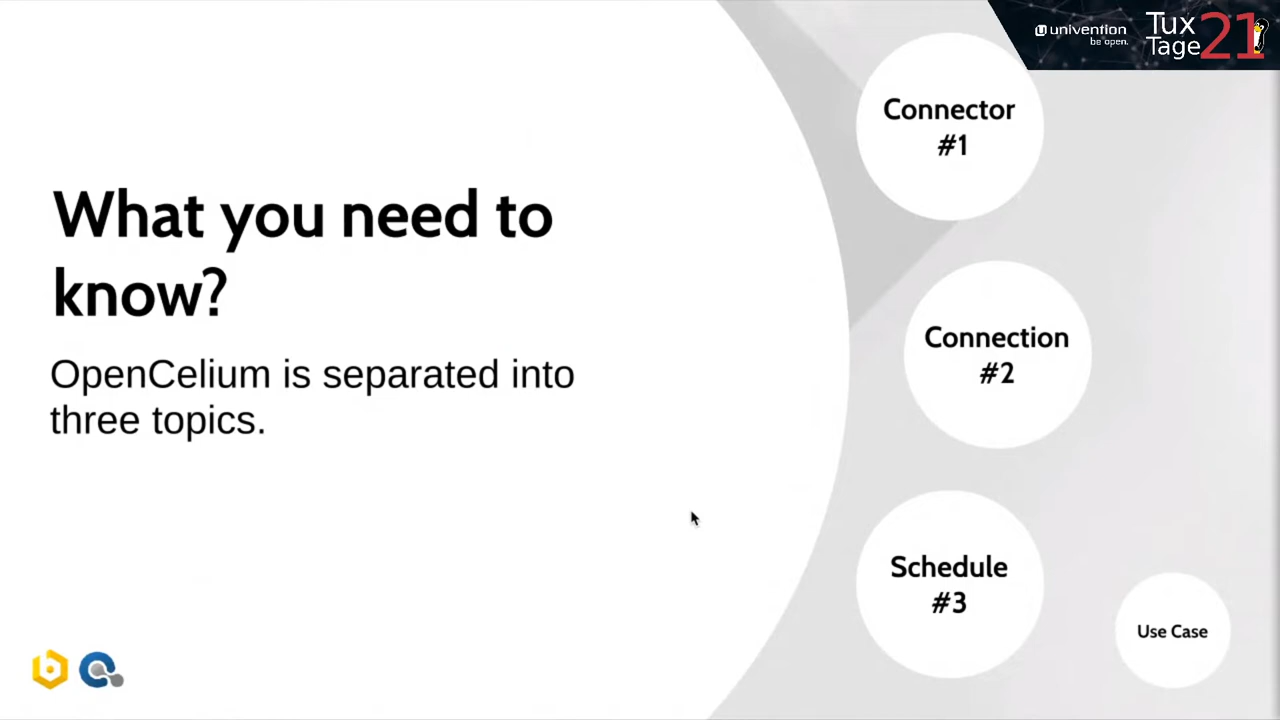 univention
be open.
Tux
Tage 21
What you need to
know?
OpenCelium is separated into
three topics.
Connector
#1
Connection
#2
Schedule
#3
Use Case